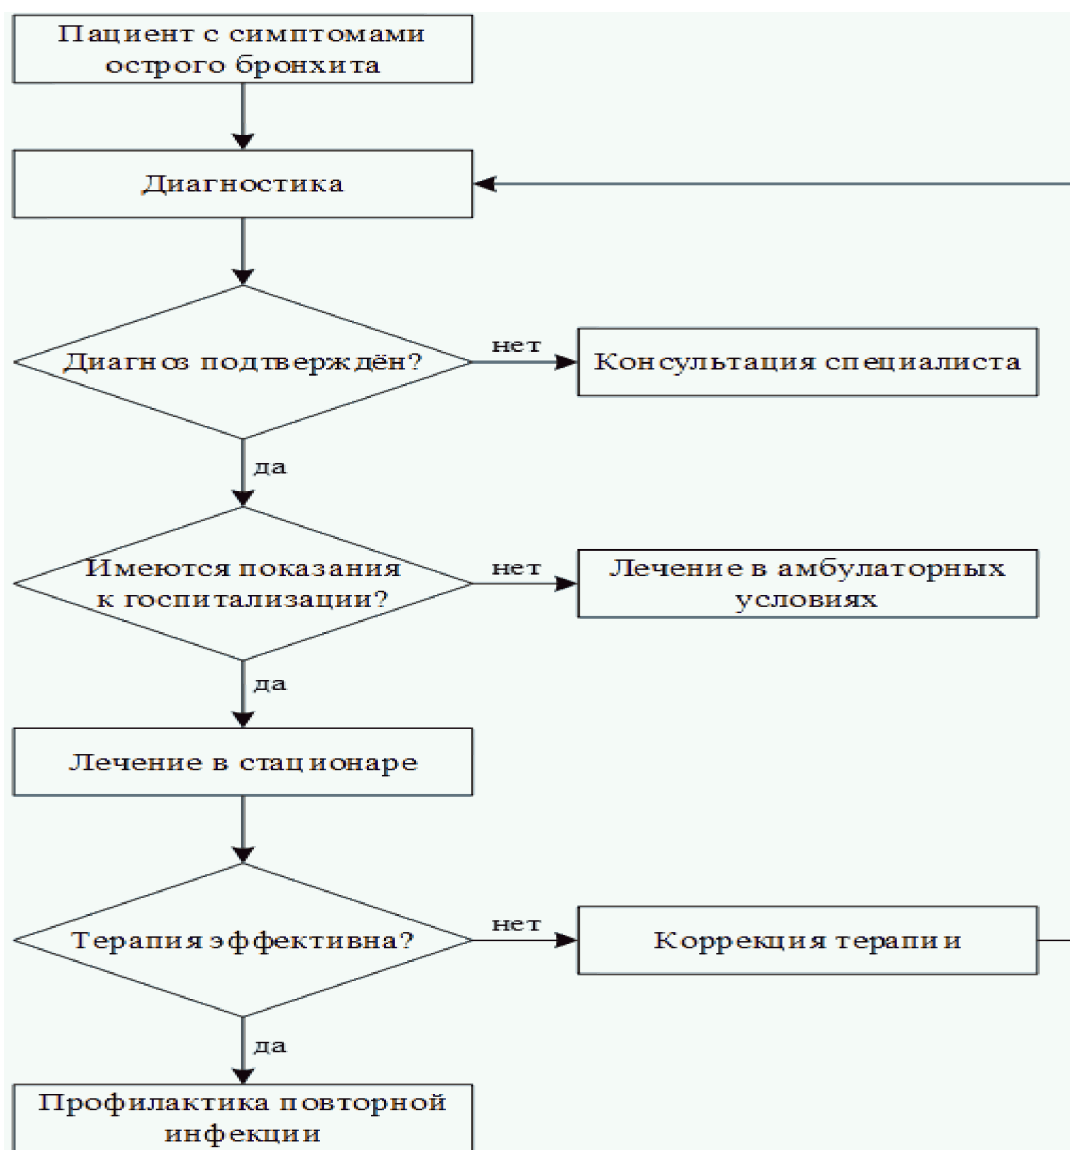 Пациент с симптомами
острого бронхита
Диагностика
Диагноз подтверждён?
нет
Консультация специалиста
да
Имеются показания
к госпитализации?
нет
Лечение в амбулаторных
условиях
да
Лечение в стационаре
Терапия эффективна?
нет
Коррекция терапии
да
Профилактика повторной
инфекции